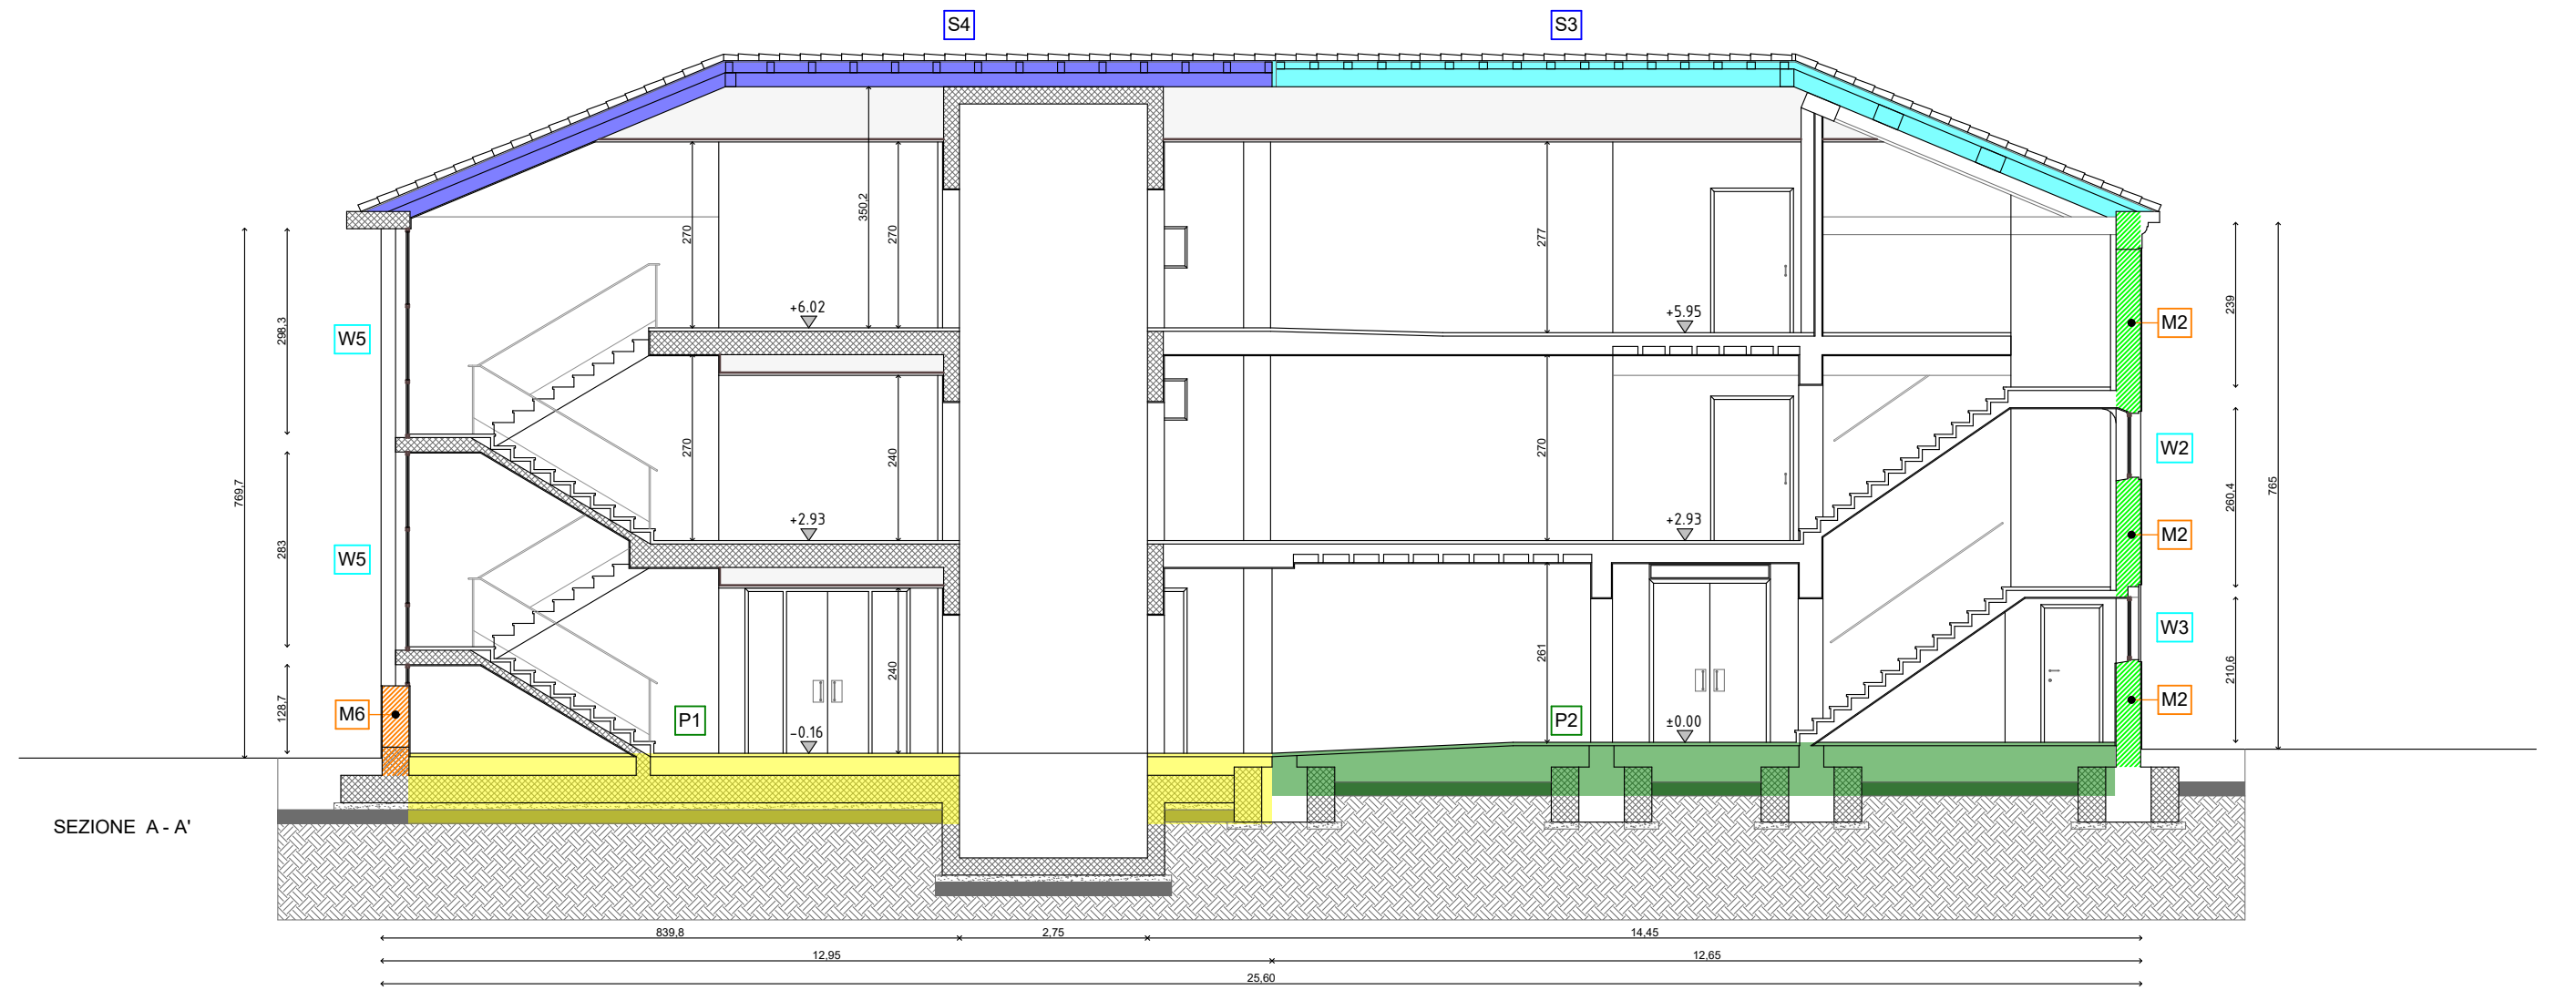 S4
S3
350,2
270
270
277
+6.02
+5.95
298,3
239
W5
M2
769,7
270
240
270
W2
260,4
765
+2.93
+2.93
M2
283
W5
W3
240
261
210,6
128,7
M6
P1
P2
M2
-0.16
±0.00
SEZIONE A - A'
839,8
2,75
14,45
12,95
12,65
25,60